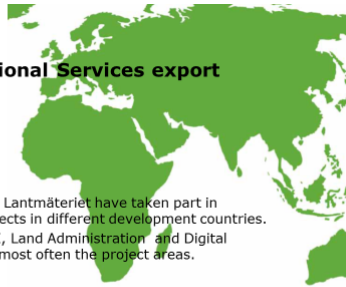 ional Services export
Lantmäteriet have taken part in
ects in different development countries.
, Land Administration and Digital
most often the project areas.